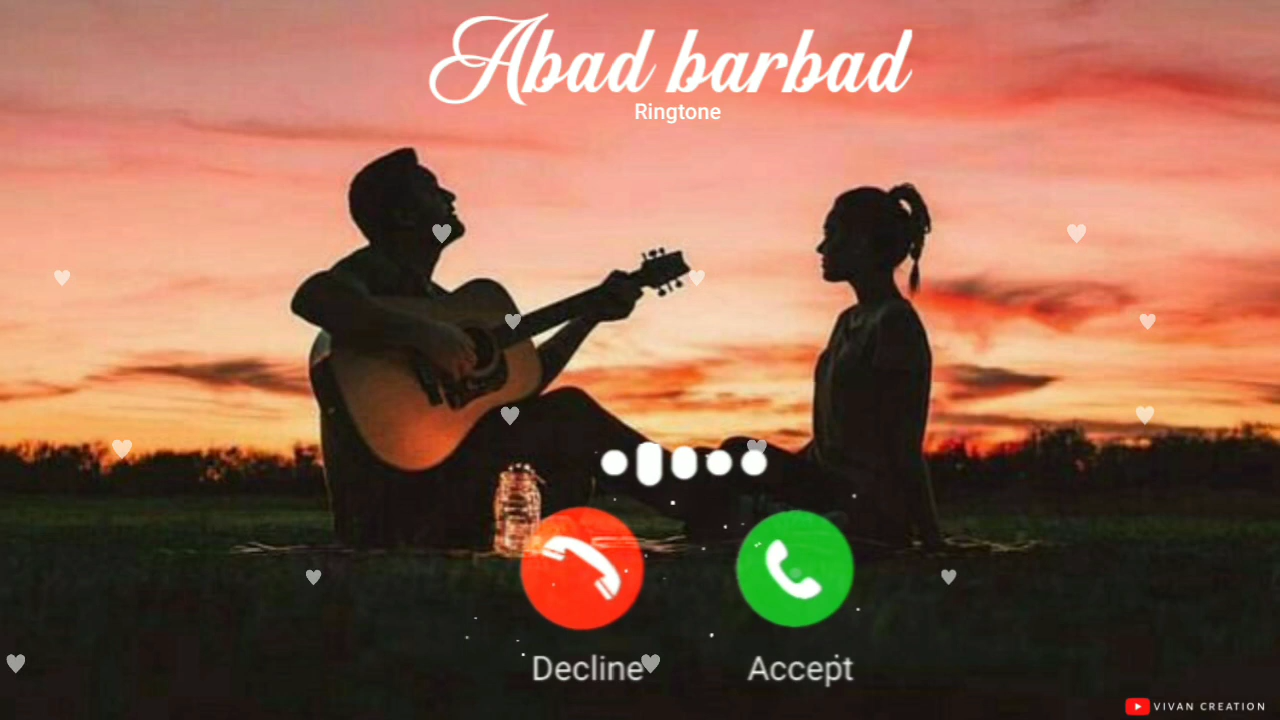 Abad barbad
Ringtone
Decline
Accept
VIVAN CREATION